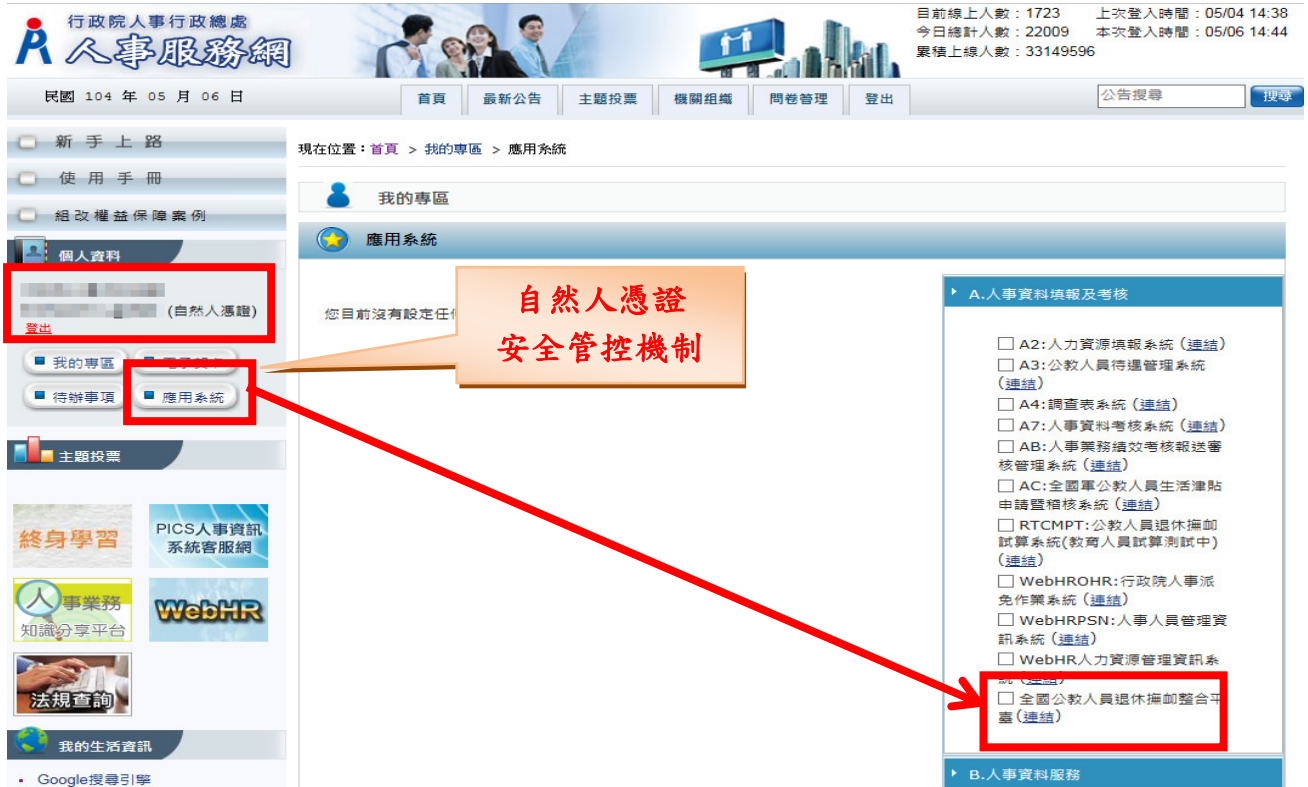 行政院人事行政總處
人事服務網
目前線上人數：1723
上次登入時間：05/04 14:38
今日總計人數：22009
本次登入時間：05/06 14:44
累積上線人數：33149596
民國 104 年 05 月 06 日
首頁
最新公告
主題投票
機關組織
問卷管理
登出
公告搜尋
搜尋
新手上路
使用手冊
組改權益保障案例
個人資料
(自然人憑證)
登出
我的專區
待辦事項
應用系統
主題投票
終身學習
PICS人事資訊
系統客服網
人事業務
知識分享平台
WebHR
法規查詢
我的生活資訊
Google搜尋引擎
現在位置：首頁 > 我的專區 > 應用系統
我的專區
應用系統
您目前沒有設定任
自然人憑證
安全管控機制
A.人事資料填報及考核
A2:人力資源填報系統 (連結)
A3:公教人員待遇管理系統
(連結)
A4:調查表系統 (連結)
A7:人事資料考核系統 (連結)
AB:人事業務績效考核報送審
核管理系統 (連結)
AC:全國軍公教人員生活津貼
申請暨稽核系統 (連結)
RTCMPT:公教人員退休撫卹
試算系統(教育人員試算測試中)
(連結)
WebHROHR:行政院人事派
免作業系統 (連結)
WebHRPSN:人事人員管理資
訊系統 (連結)
WebHR人力資源管理資訊系
統 (連結)
全國公教人員退休撫卹整合平
臺(連結)
B.人事資料服務